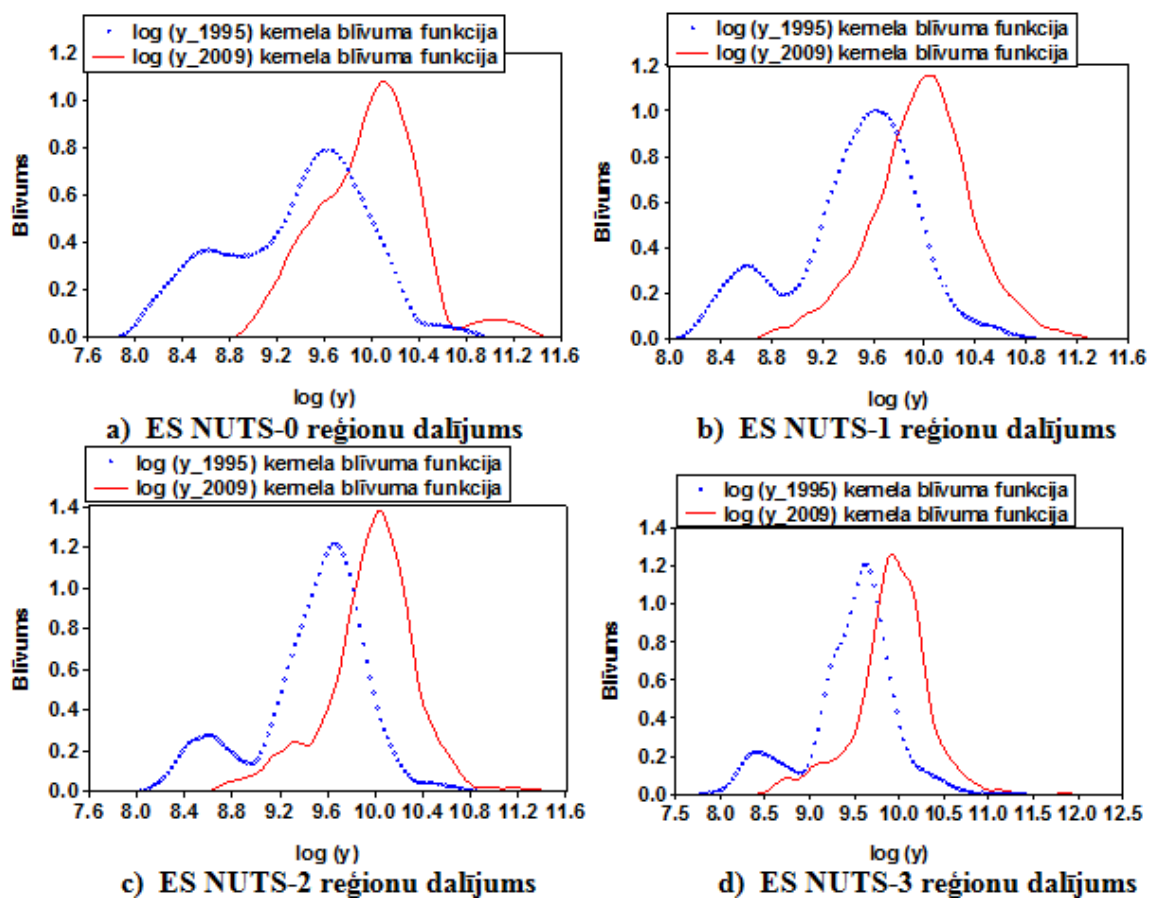 log (y_1995) kernela blīvuma funkcija
log (y_2009) kernela blīvuma funkcija
1.2
1.0
0.8
0.6
0.4
0.2
0.0
Blīvums
7.6 8.0 8.4 8.8 9.2 9.6 10.0 10.4 10.8 11.2 11.6
log (y)
a) ES NUTS-0 reģionu dalījums
log (y_1995) kernela blīvuma funkcija
log (y_2009) kernela blīvuma funkcija
1.2
1.0
0.8
0.6
0.4
0.2
0.0
Blīvums
8.0 8.4 8.8 9.2 9.6 10.0 10.4 10.8 11.2 11.6
log (y)
b) ES NUTS-1 reģionu dalījums
log (y_1995) kernela blīvuma funkcija
log (y_2009) kernela blīvuma funkcija
1.4
1.2
1.0
0.8
0.6
0.4
0.2
0.0
Blīvums
7.6 8.0 8.4 8.8 9.2 9.6 10.0 10.4 10.8 11.2 11.6
log (y)
c) ES NUTS-2 reģionu dalījums
log (y_1995) kernela blīvuma funkcija
log (y_2009) kernela blīvuma funkcija
1.4
1.2
1.0
0.8
0.6
0.4
0.2
0.0
Blīvums
7.5 8.0 8.5 9.0 9.5 10.0 10.5 11.0 11.5 12.0 12.5
log (y)
d) ES NUTS-3 reģionu dalījums